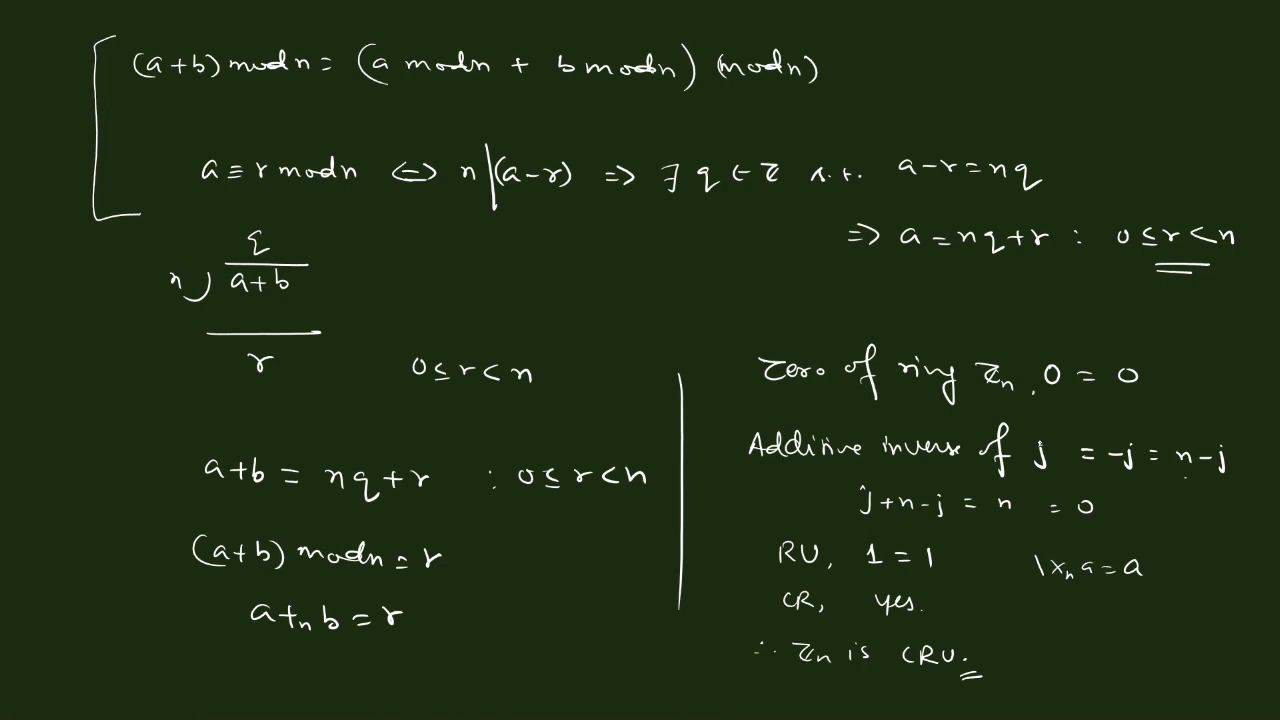 (a+b) mod n = (a mod n + b mod n) (mod n)
a ≡ r mod n ⇔ n | (a-r) ⇒ ∃ q ∈ Z s.t. a-r = nq
⇒ a = nq+r : 0 ≤ r < n
q
n ) a+b
r 0 ≤ r < n
a+b = nq+r : 0 ≤ r < n
(a+b) mod n = r
a +ₙ b = r
Zero of ring Zₙ, 0 = 0
Additive inverse of j = -j = n-j
j+n-j = n = 0
RU, 1 = 1 1 ×ₙ a = a
CR, yes.
∴ Zₙ is CRU.